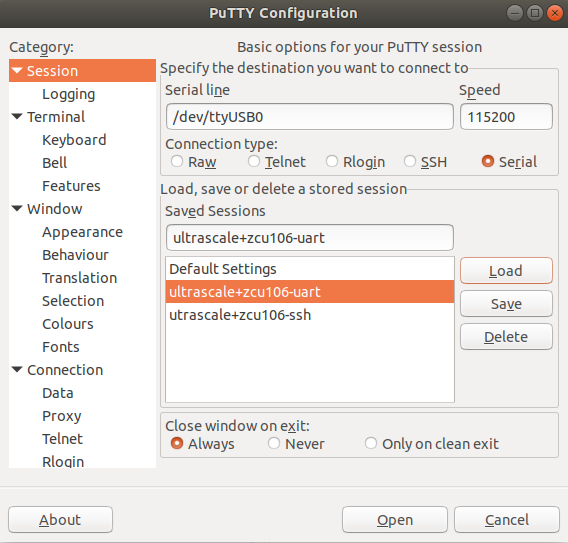 PuTTY Configuration
Category:
Session
Logging
Terminal
Keyboard
Bell
Features
Window
Appearance
Behaviour
Translation
Selection
Colours
Fonts
Connection
Data
Proxy
Telnet
Rlogin
Basic options for your PuTTY session
Specify the destination you want to connect to
Serial line Speed
/dev/ttyUSB0 115200
Connection type:
Raw Telnet Rlogin SSH Serial
Load, save or delete a stored session
Saved Sessions
ultrascale+zcu106-uart
Default Settings
ultrascale+zcu106-uart
utrascale+zcu106-ssh
Load
Save
Delete
Close window on exit:
Always Never Only on clean exit
About Open Cancel